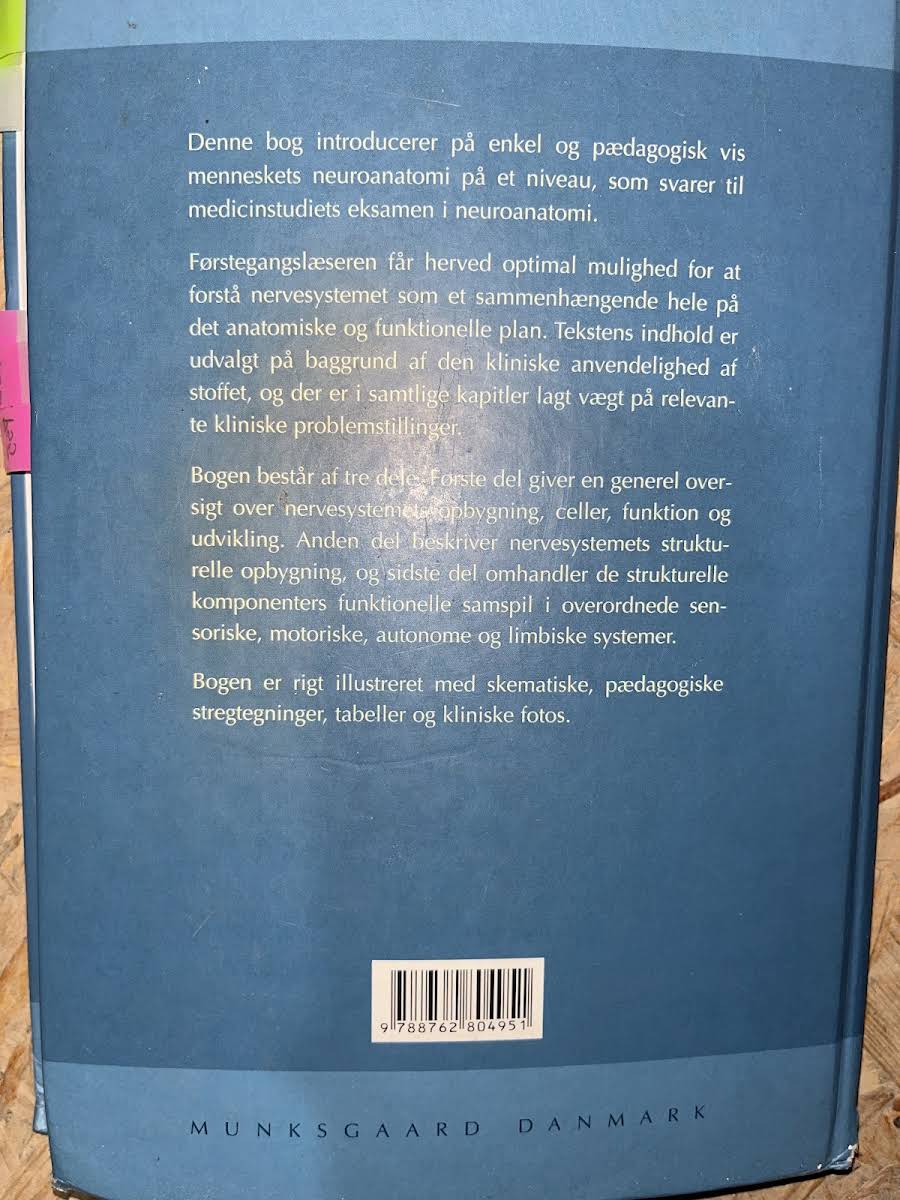 Denne bog introducerer på enkel og pædagogisk vis
menneskets neuroanatomi på et niveau, som svarer til
medicinstudiets eksamen i neuroanatomi.
Førstegangslæseren får herved optimal mulighed for at
forstå nervesystemet som et sammenhængende hele på
det anatomiske og funktionelle plan. Tekstens indhold er
udvalgt på baggrund af den kliniske anvendelighed af
stoffet, og der er i samtlige kapitler lagt vægt på relevan-
te kliniske problemstillinger.
Bogen består af tre dele. Første del giver en generel over-
sigt over nervesystemets opbygning, celler, funktion og
udvikling. Anden del beskriver nervesystemets struktu-
relle opbygning, og sidste del omhandler de strukturelle
komponenters funktionelle samspil i overordnede sen-
soriske, motoriske, autonome og limbiske systemer.
Bogen er rigt illustreret med skematiske, pædagogiske
stregtegninger, tabeller og kliniske fotos.
9 788762 804951
MUNKSGAARD DANMARK